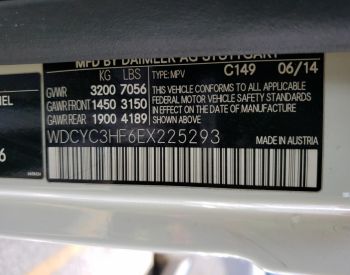 MFD BY DAIMLER AG STUTTGART
KG LBS TYPE: MPV C149 06/14
GVWR 3200 7056
GAWR FRONT 1450 3150
GAWR REAR 1900 4189
THIS VEHICLE CONFORMS TO ALL APPLICABLE
FEDERAL MOTOR VEHICLE SAFETY STANDARDS
IN EFFECT ON THE DATE OF MANUFACTURE
SHOWN ABOVE
WDCYC3HF6EX225293
MADE IN AUSTRIA
EL
6